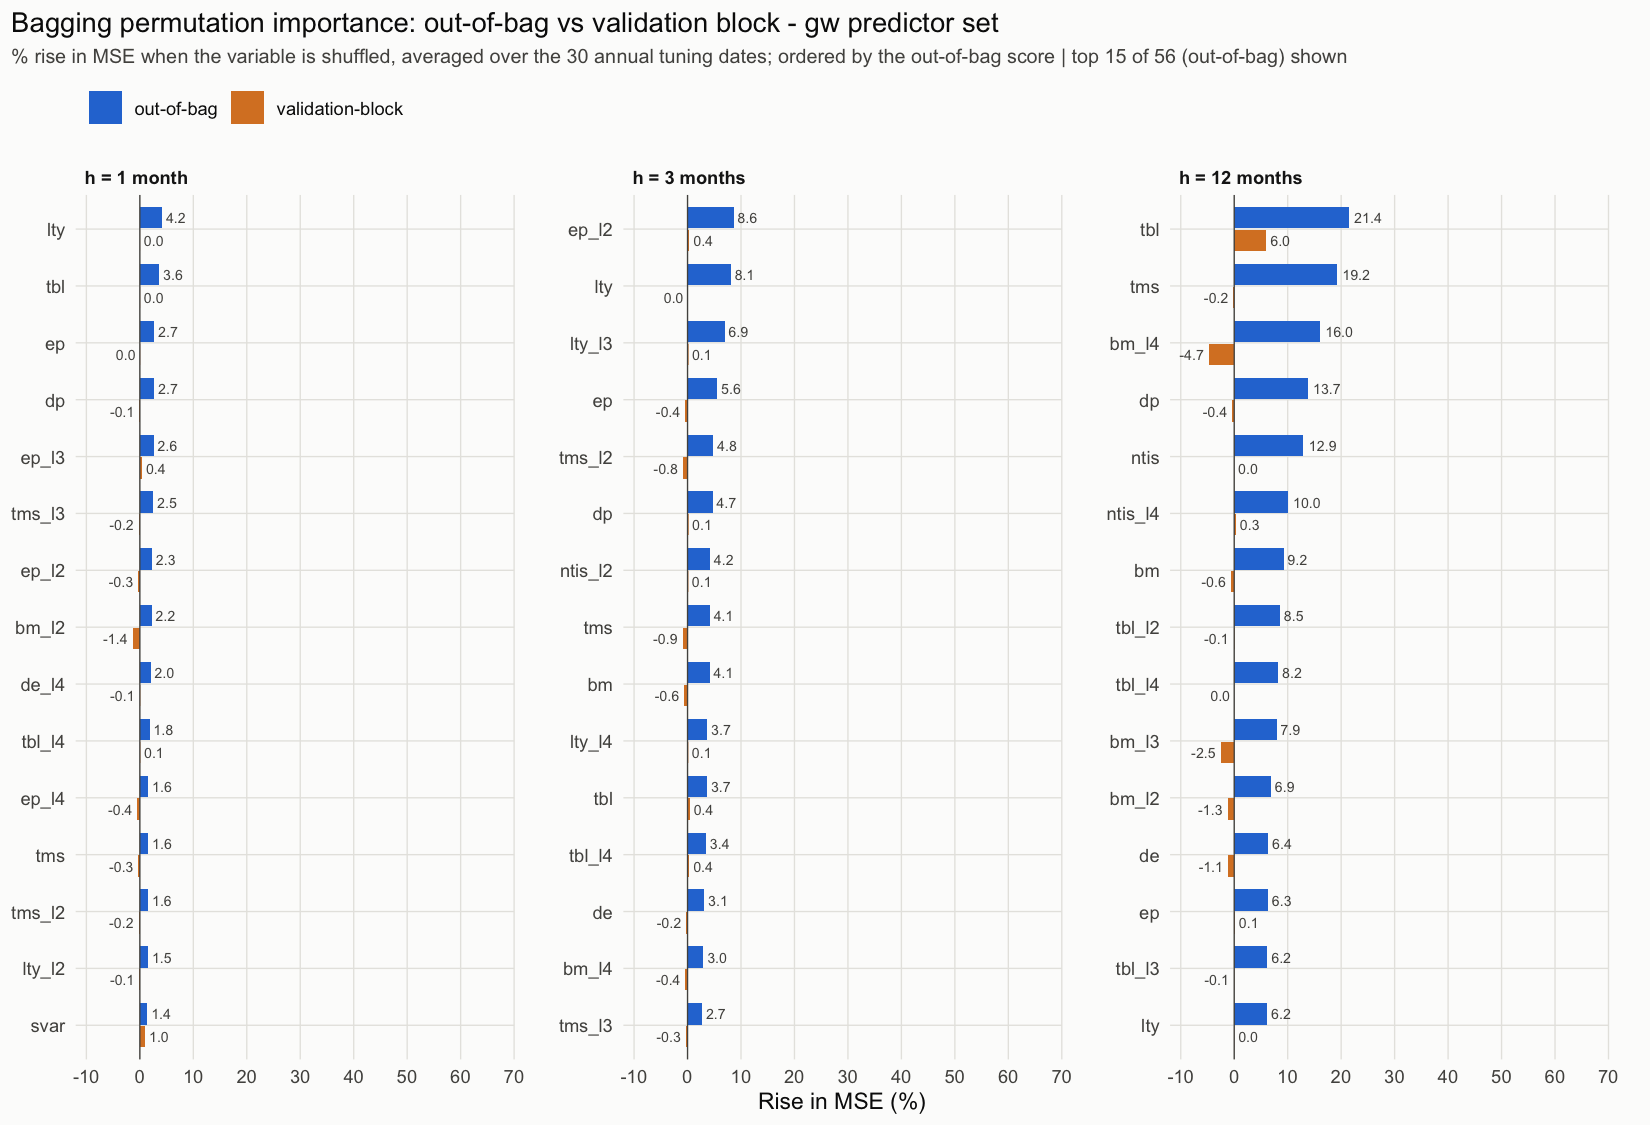 Bagging permutation importance: out-of-bag vs validation block - gw predictor set
% rise in MSE when the variable is shuffled, averaged over the 30 annual tuning dates; ordered by the out-of-bag score | top 15 of 56 (out-of-bag) shown
out-of-bag validation-block
h = 1 month
lty 4.2 0.0
tbl 3.6 0.0
ep 2.7 0.0
dp 2.7 -0.1
ep_l3 2.6 0.4
tms_l3 2.5 -0.2
ep_l2 2.3 -0.3
bm_l2 2.2 -1.4
de_l4 2.0 -0.1
tbl_l4 1.8 0.1
ep_l4 1.6 -0.4
tms 1.6 -0.3
tms_l2 1.6 -0.2
lty_l2 1.5 -0.1
svar 1.4 1.0
-10 0 10 20 30 40 50 60 70
h = 3 months
ep_l2 8.6 0.4
lty 8.1 0.0
lty_l3 6.9 0.1
ep 5.6 -0.4
tms_l2 4.8 -0.8
dp 4.7 0.1
ntis_l2 4.2 0.1
tms 4.1 -0.9
bm 4.1 -0.6
lty_l4 3.7 0.1
tbl 3.7 0.4
tbl_l4 3.4 0.4
de 3.1 -0.2
bm_l4 3.0 -0.4
tms_l3 2.7 -0.3
-10 0 10 20 30 40 50 60 70
h = 12 months
tbl 21.4 6.0
tms 19.2 -0.2
bm_l4 16.0 -4.7
dp 13.7 -0.4
ntis 12.9 0.0
ntis_l4 10.0 0.3
bm 9.2 -0.6
tbl_l2 8.5 -0.1
tbl_l4 8.2 0.0
bm_l3 7.9 -2.5
bm_l2 6.9 -1.3
de 6.4 -1.1
ep 6.3 0.1
tbl_l3 6.2 -0.1
lty 6.2 0.0
-10 0 10 20 30 40 50 60 70
Rise in MSE (%)